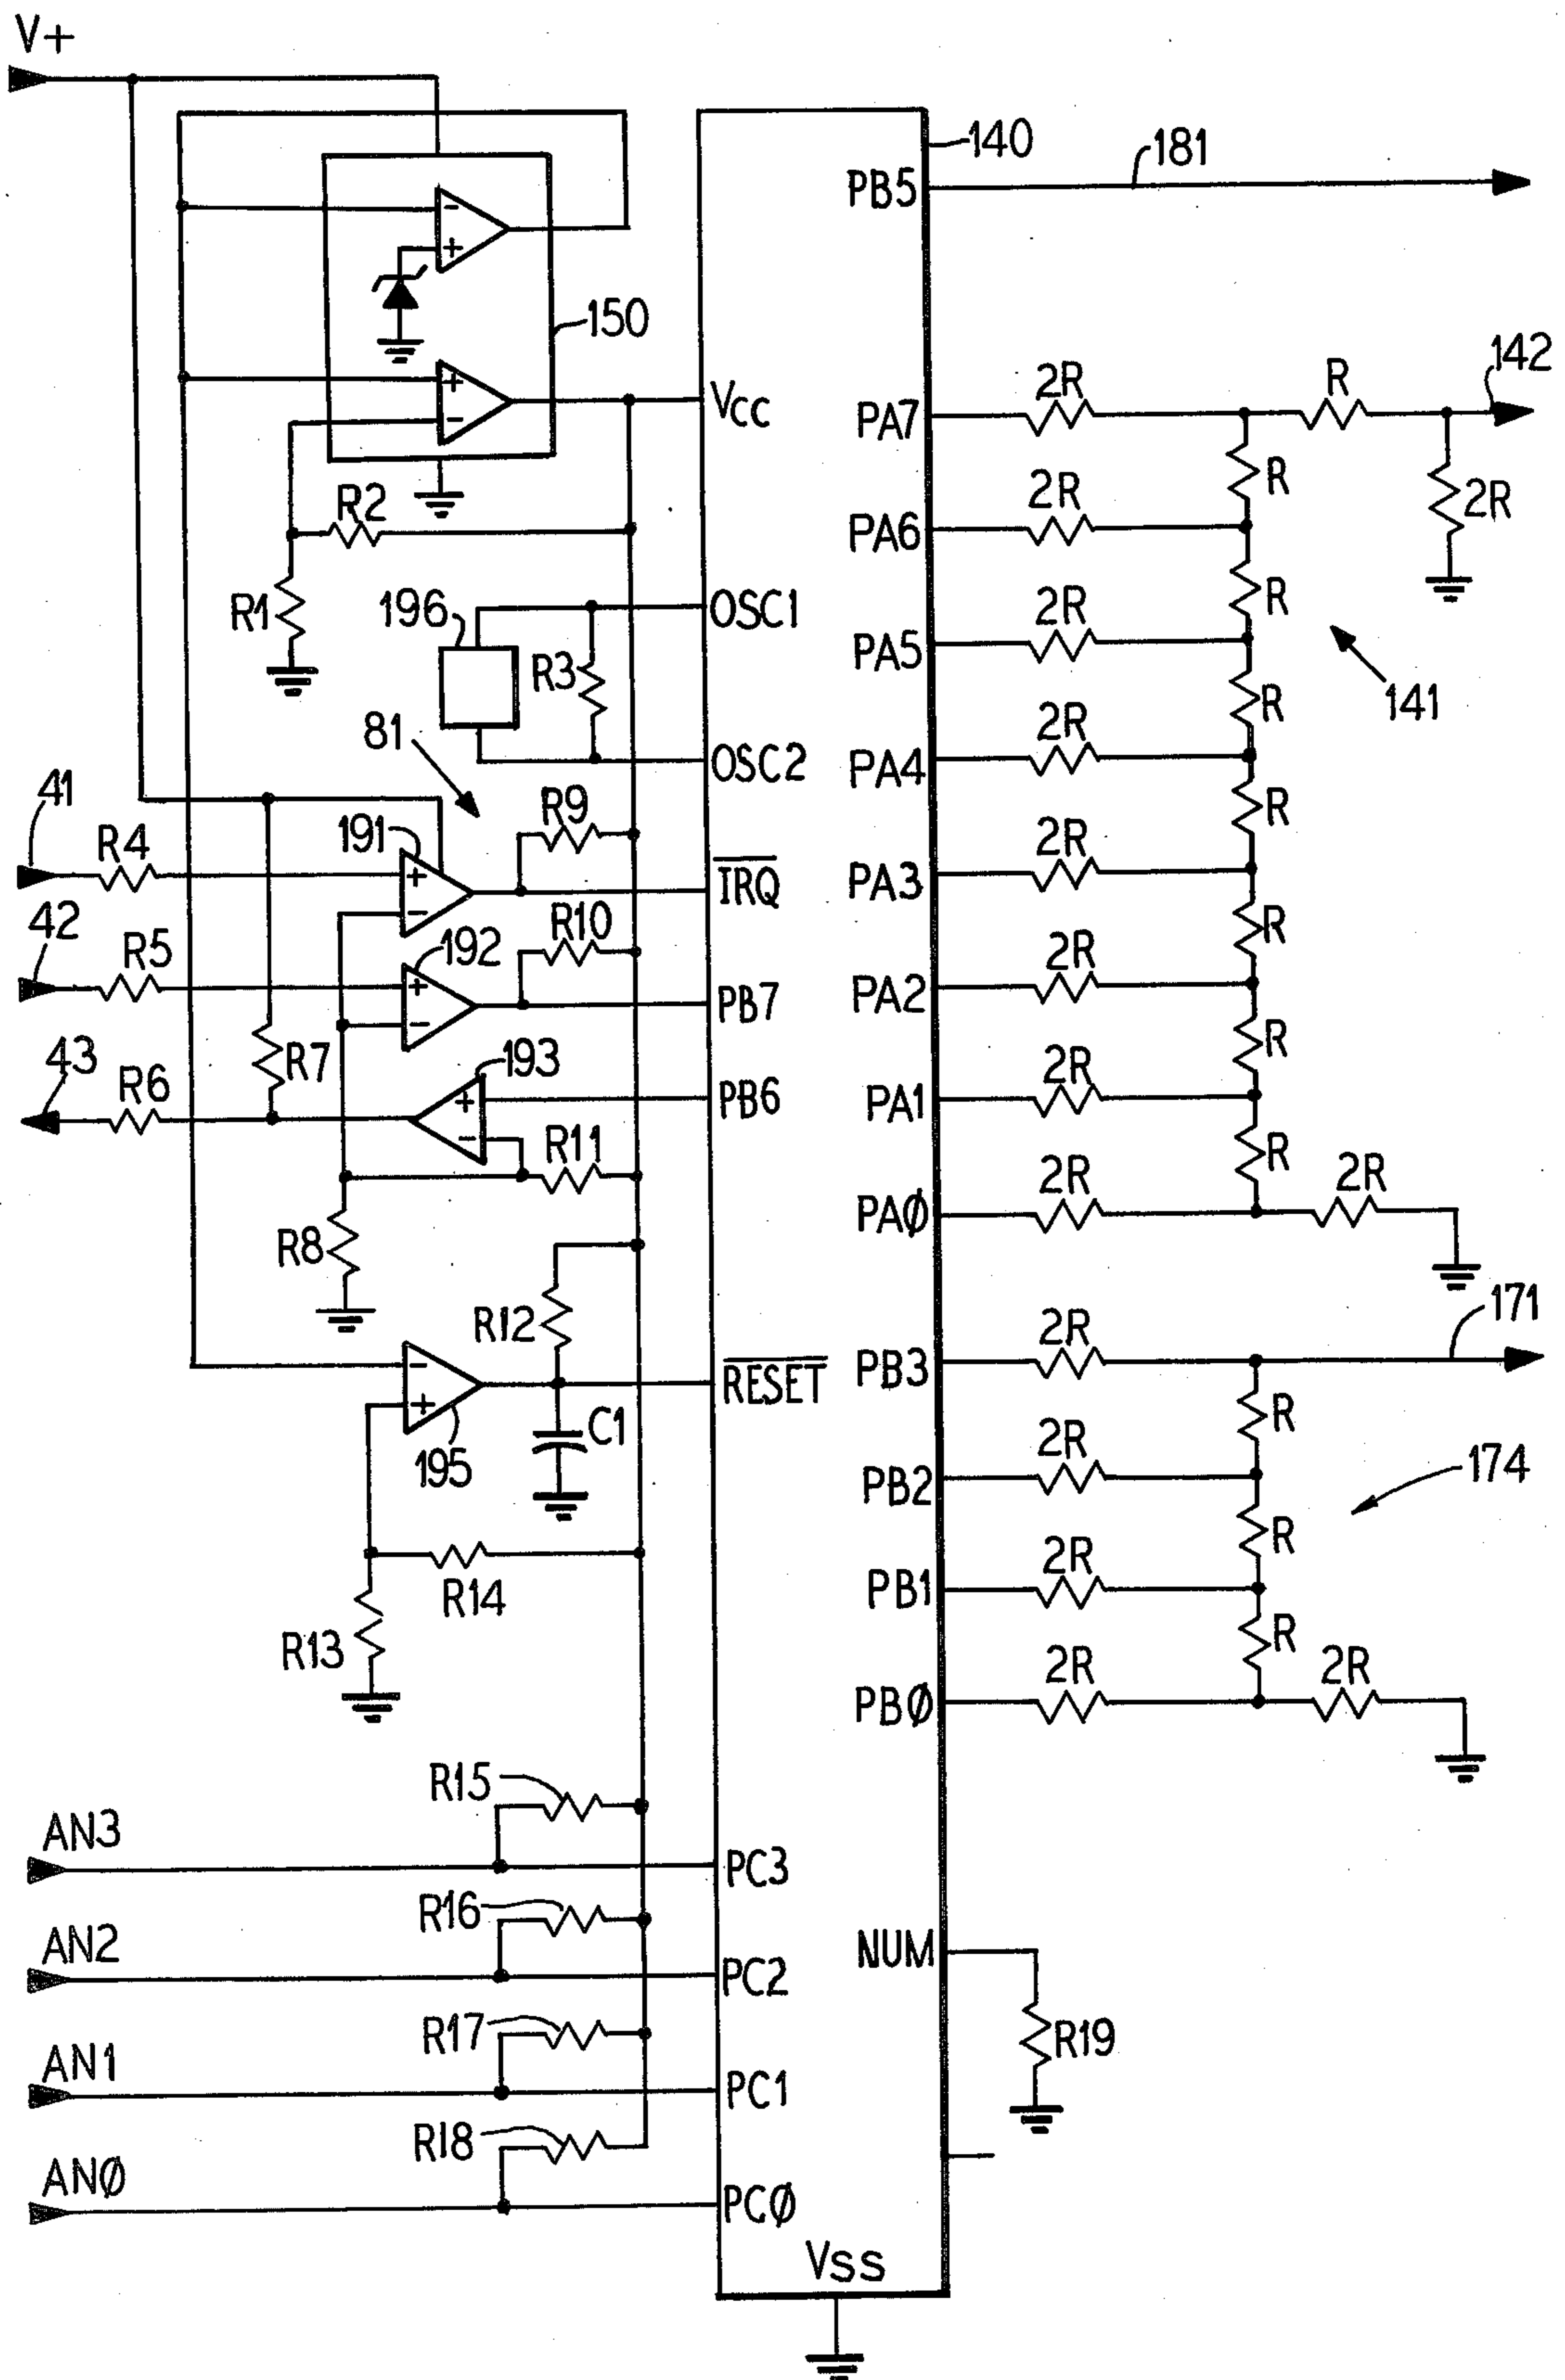 V+
140
PB5
181
-
+
150
+
-
VCC
PA7
2R
R
142
R
2R
R2
PA6
2R
R1
196
R3
OSC1
R
PA5
2R
141
R
81
OSC2
PA4
2R
R
41
R4
191
+
-
R9
IRQ
PA3
2R
R
42
R5
192
+
-
R10
PB7
PA2
2R
R
43
R6
R7
193
+
-
PB6
PA1
2R
R11
R
R8
PAØ
2R
2R
R12
171
-
+
195
RESET
PB3
2R
C1
R
PB2
2R
174
R
R14
PB1
2R
R13
R
PBØ
2R
2R
R15
AN3
PC3
R16
AN2
PC2
NUM
R17
R19
AN1
PC1
R18
ANØ
PCØ
VSS